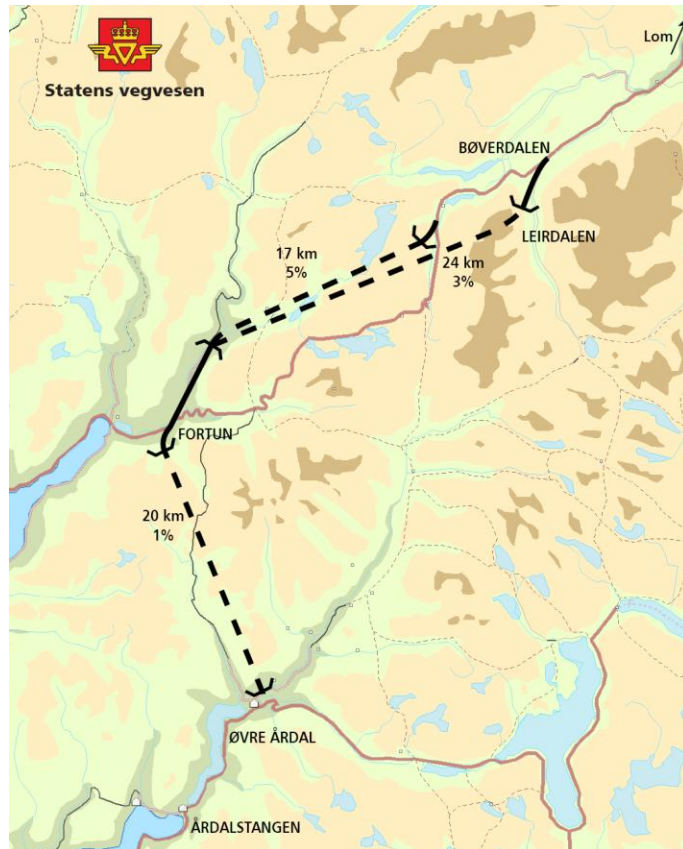 Statens vegvesen
Lom
BØVERDALEN
LEIRDALEN
17 km
5%
24 km
3%
FORTUN
20 km
1%
ØVRE ÅRDAL
ÅRDALSTANGEN